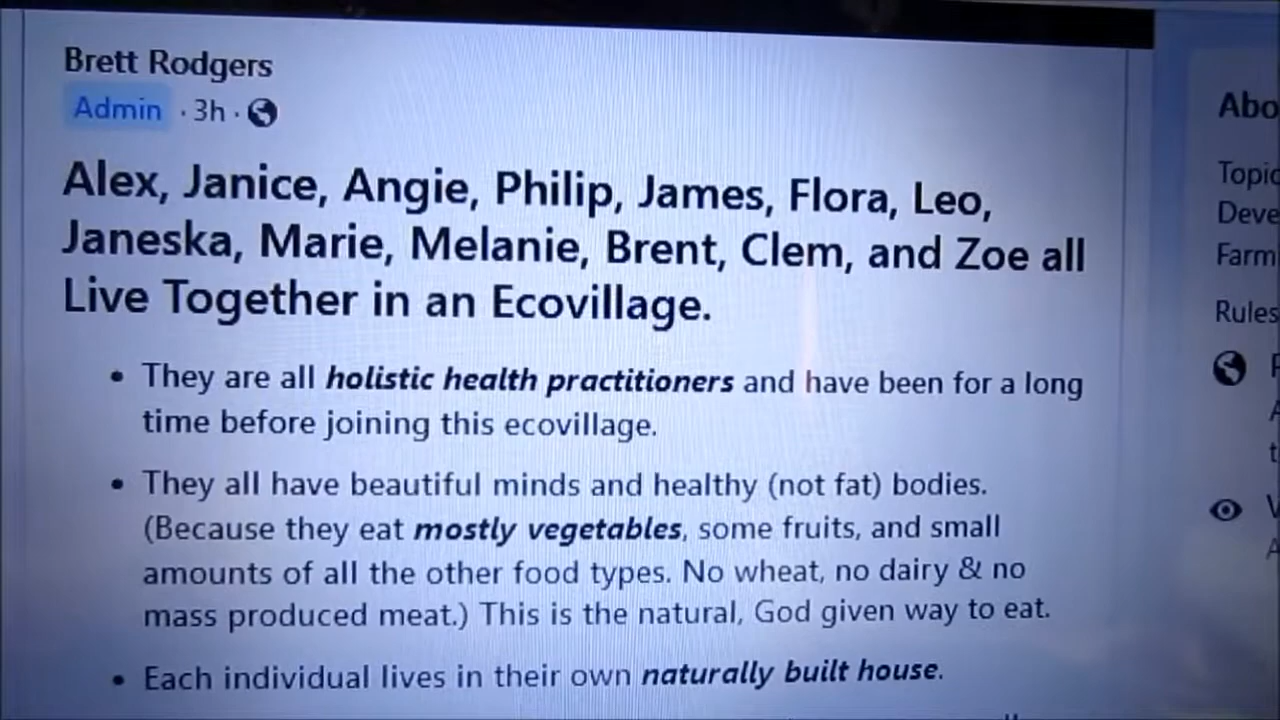 Brett Rodgers
Admin · 3h ·
Alex, Janice, Angie, Philip, James, Flora, Leo,
Janeska, Marie, Melanie, Brent, Clem, and Zoe all
Live Together in an Ecovillage.
• They are all holistic health practitioners and have been for a long
time before joining this ecovillage.
• They all have beautiful minds and healthy (not fat) bodies.
(Because they eat mostly vegetables, some fruits, and small
amounts of all the other food types. No wheat, no dairy & no
mass produced meat.) This is the natural, God given way to eat.
• Each individual lives in their own naturally built house.
Abo
Topic
Deve
Farm
Rules